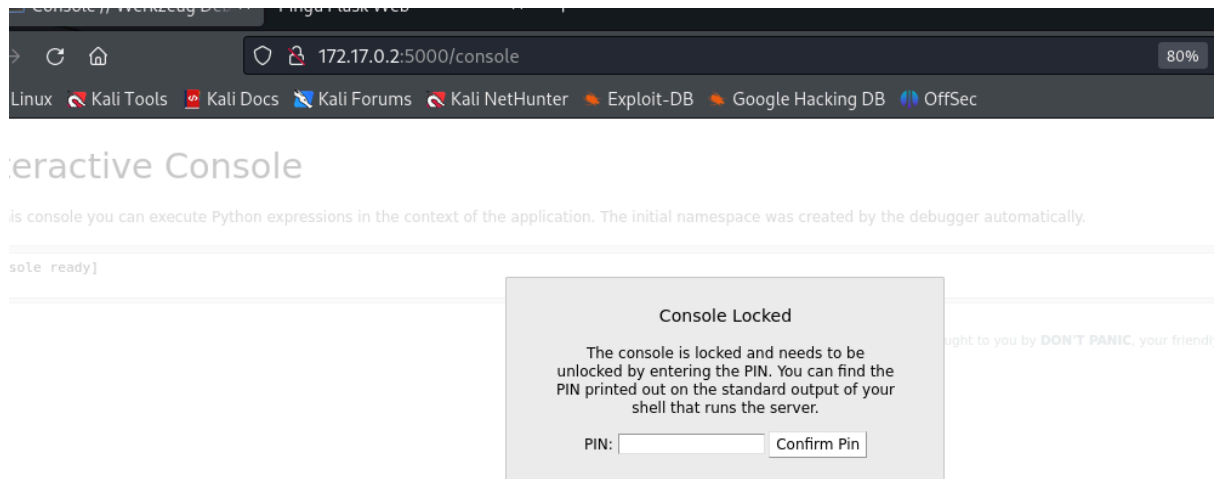 172.17.0.2:5000/console
80%
Linux Kali Tools Kali Docs Kali Forums Kali NetHunter Exploit-DB Google Hacking DB OffSec
teractive Console
is console you can execute Python expressions in the context of the application. The initial namespace was created by the debugger automatically.
sole ready]
Console Locked
The console is locked and needs to be
unlocked by entering the PIN. You can find the
PIN printed out on the standard output of your
shell that runs the server.
PIN:
Confirm Pin
ught to you by DON'T PANIC, your friendl